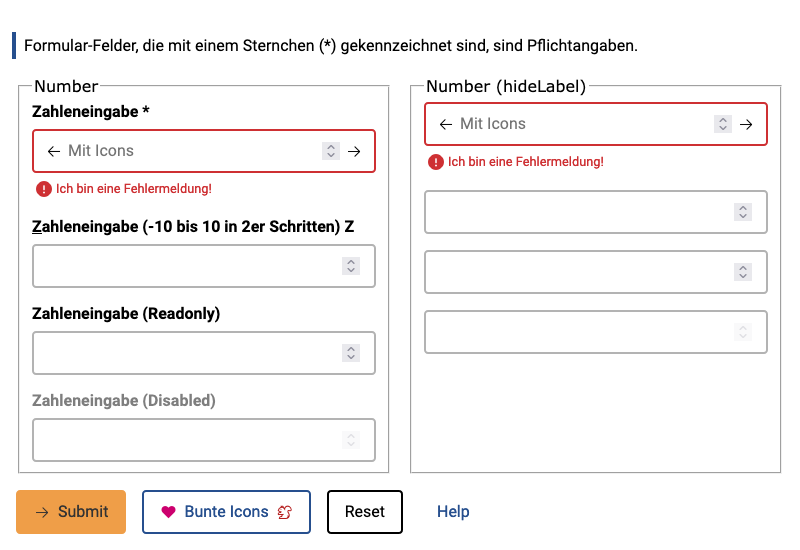 Formular-Felder, die mit einem Sternchen (*) gekennzeichnet sind, sind Pflichtangaben.
Number
Zahleneingabe *
Mit Icons
Ich bin eine Fehlermeldung!
Zahleneingabe (-10 bis 10 in 2er Schritten) Z
Zahleneingabe (Readonly)
Zahleneingabe (Disabled)
Number (hideLabel)
Mit Icons
Ich bin eine Fehlermeldung!
Submit
Bunte Icons
Reset
Help